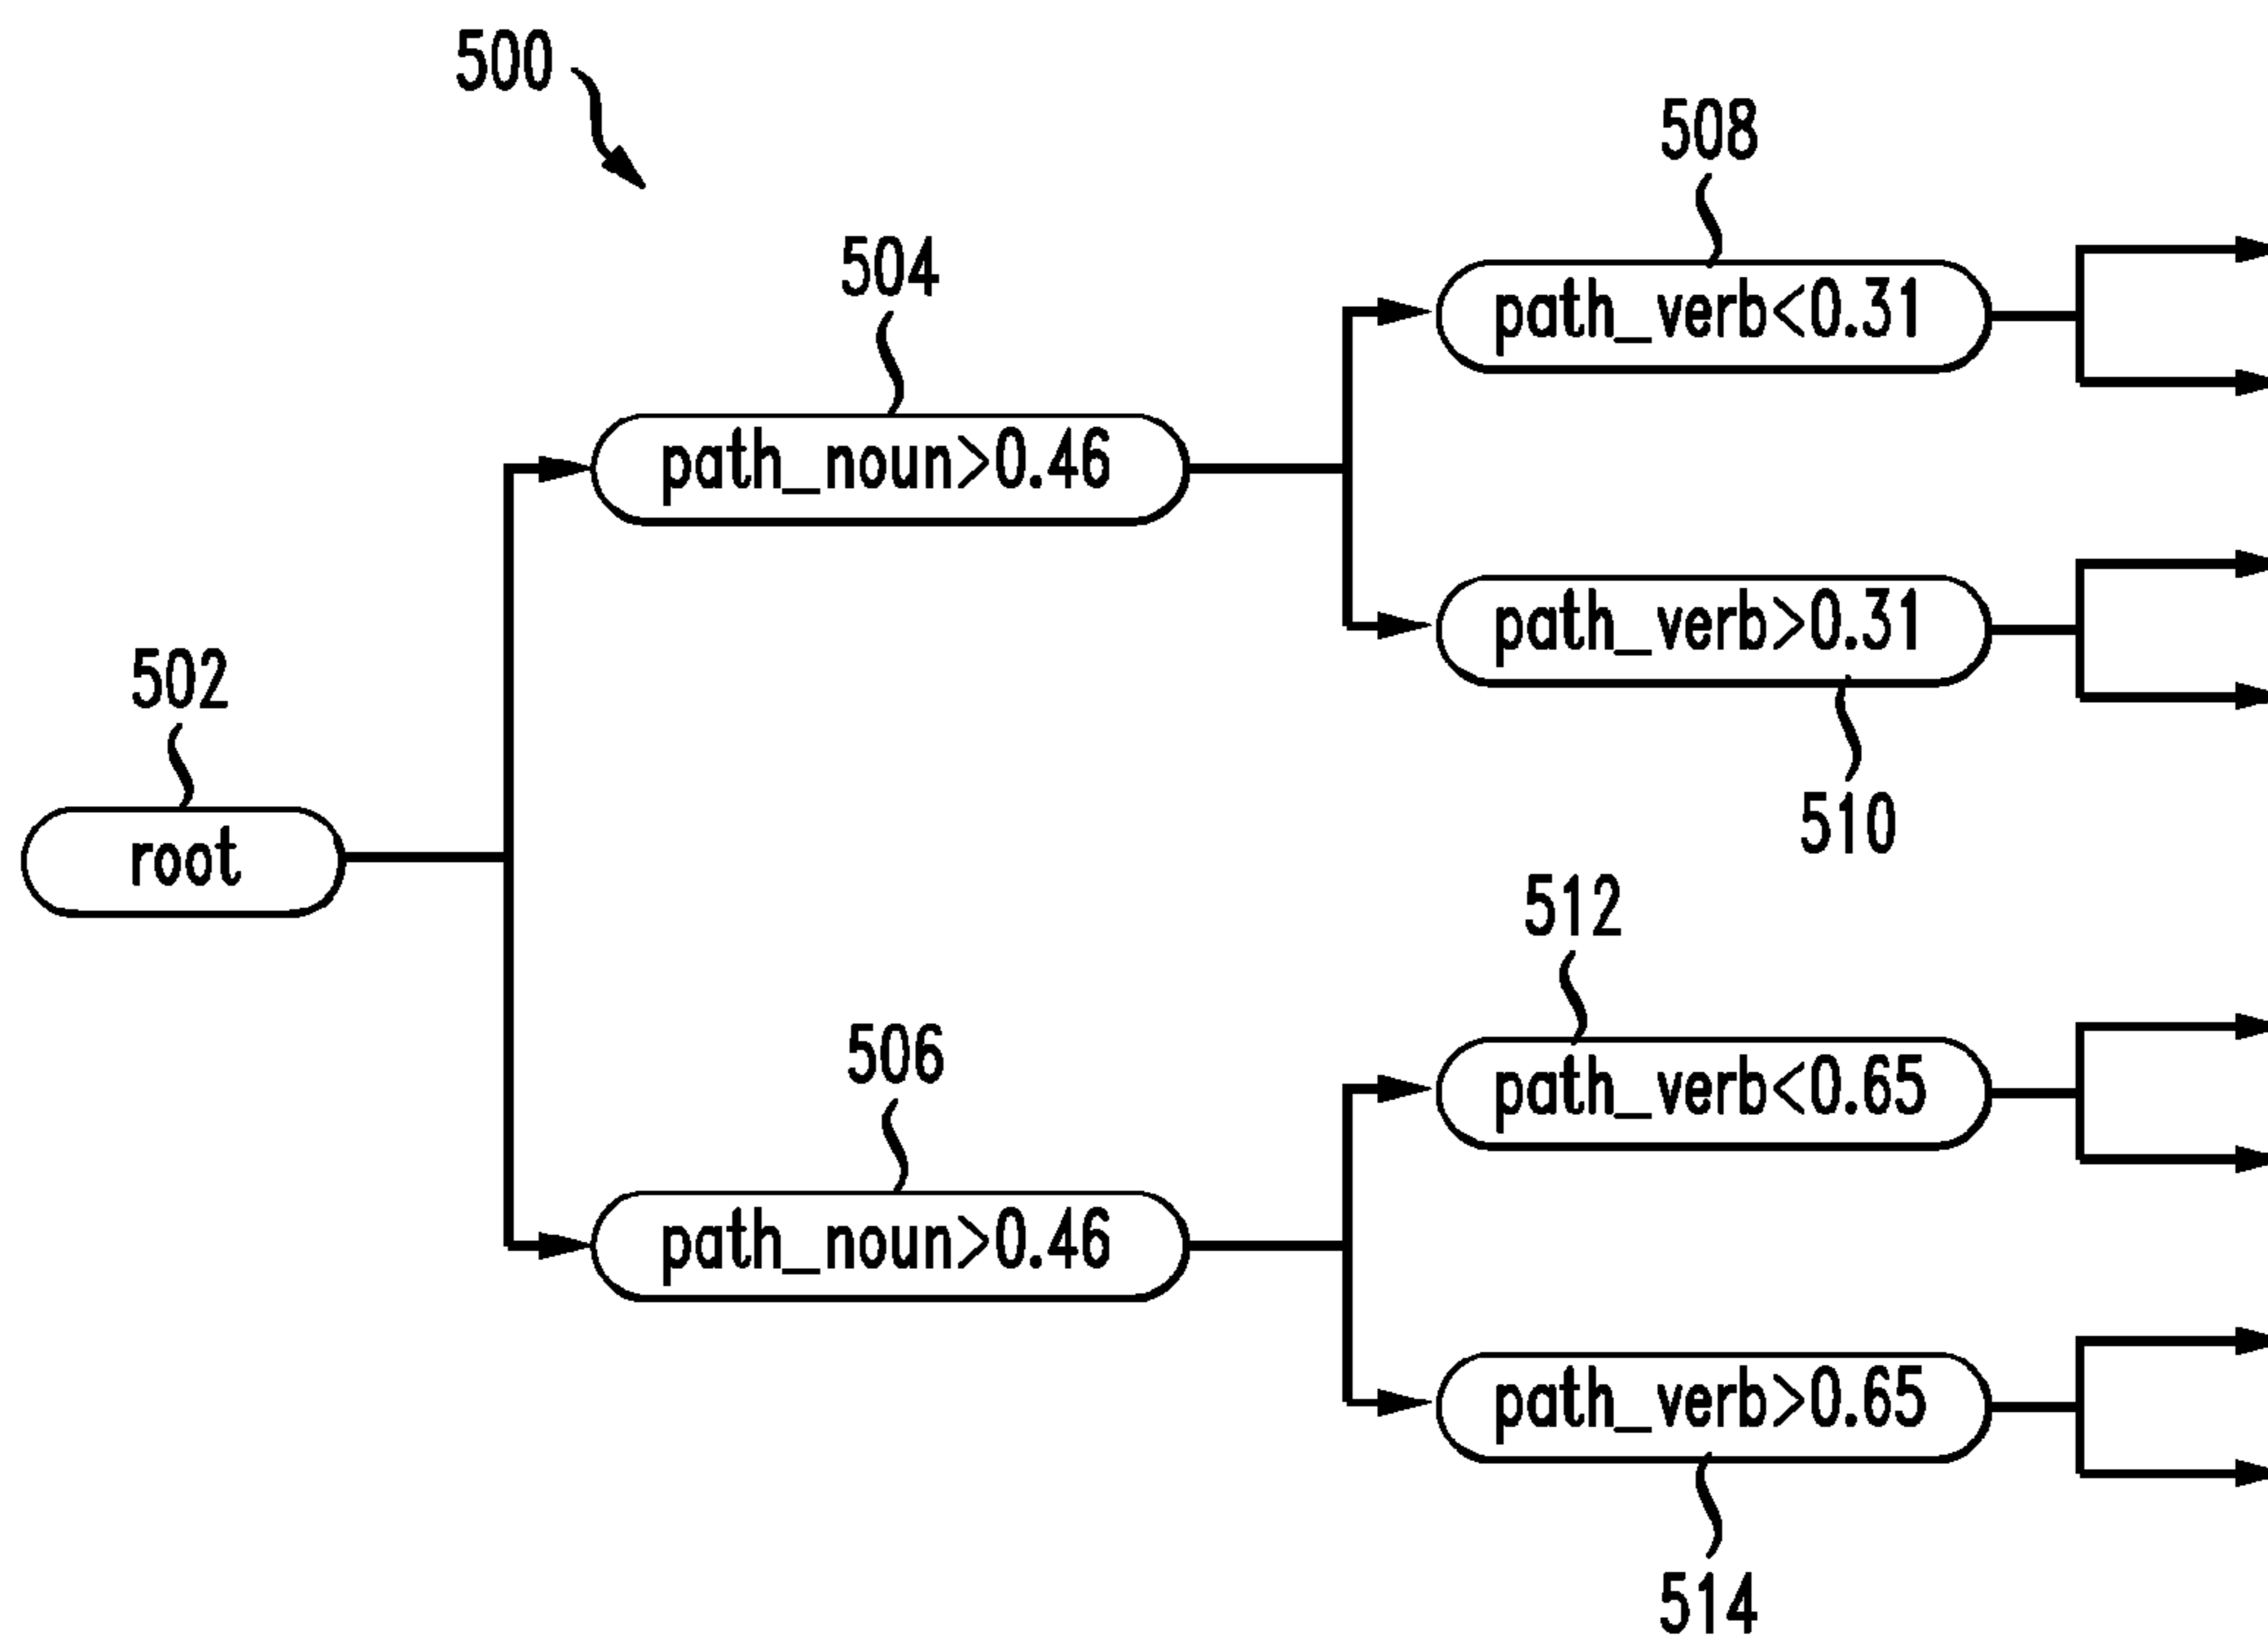 500
508
504
path_verb<0.31
path_noun>0.46
path_verb>0.31
502
510
root
512
506
path_verb<0.65
path_noun>0.46
path_verb>0.65
514